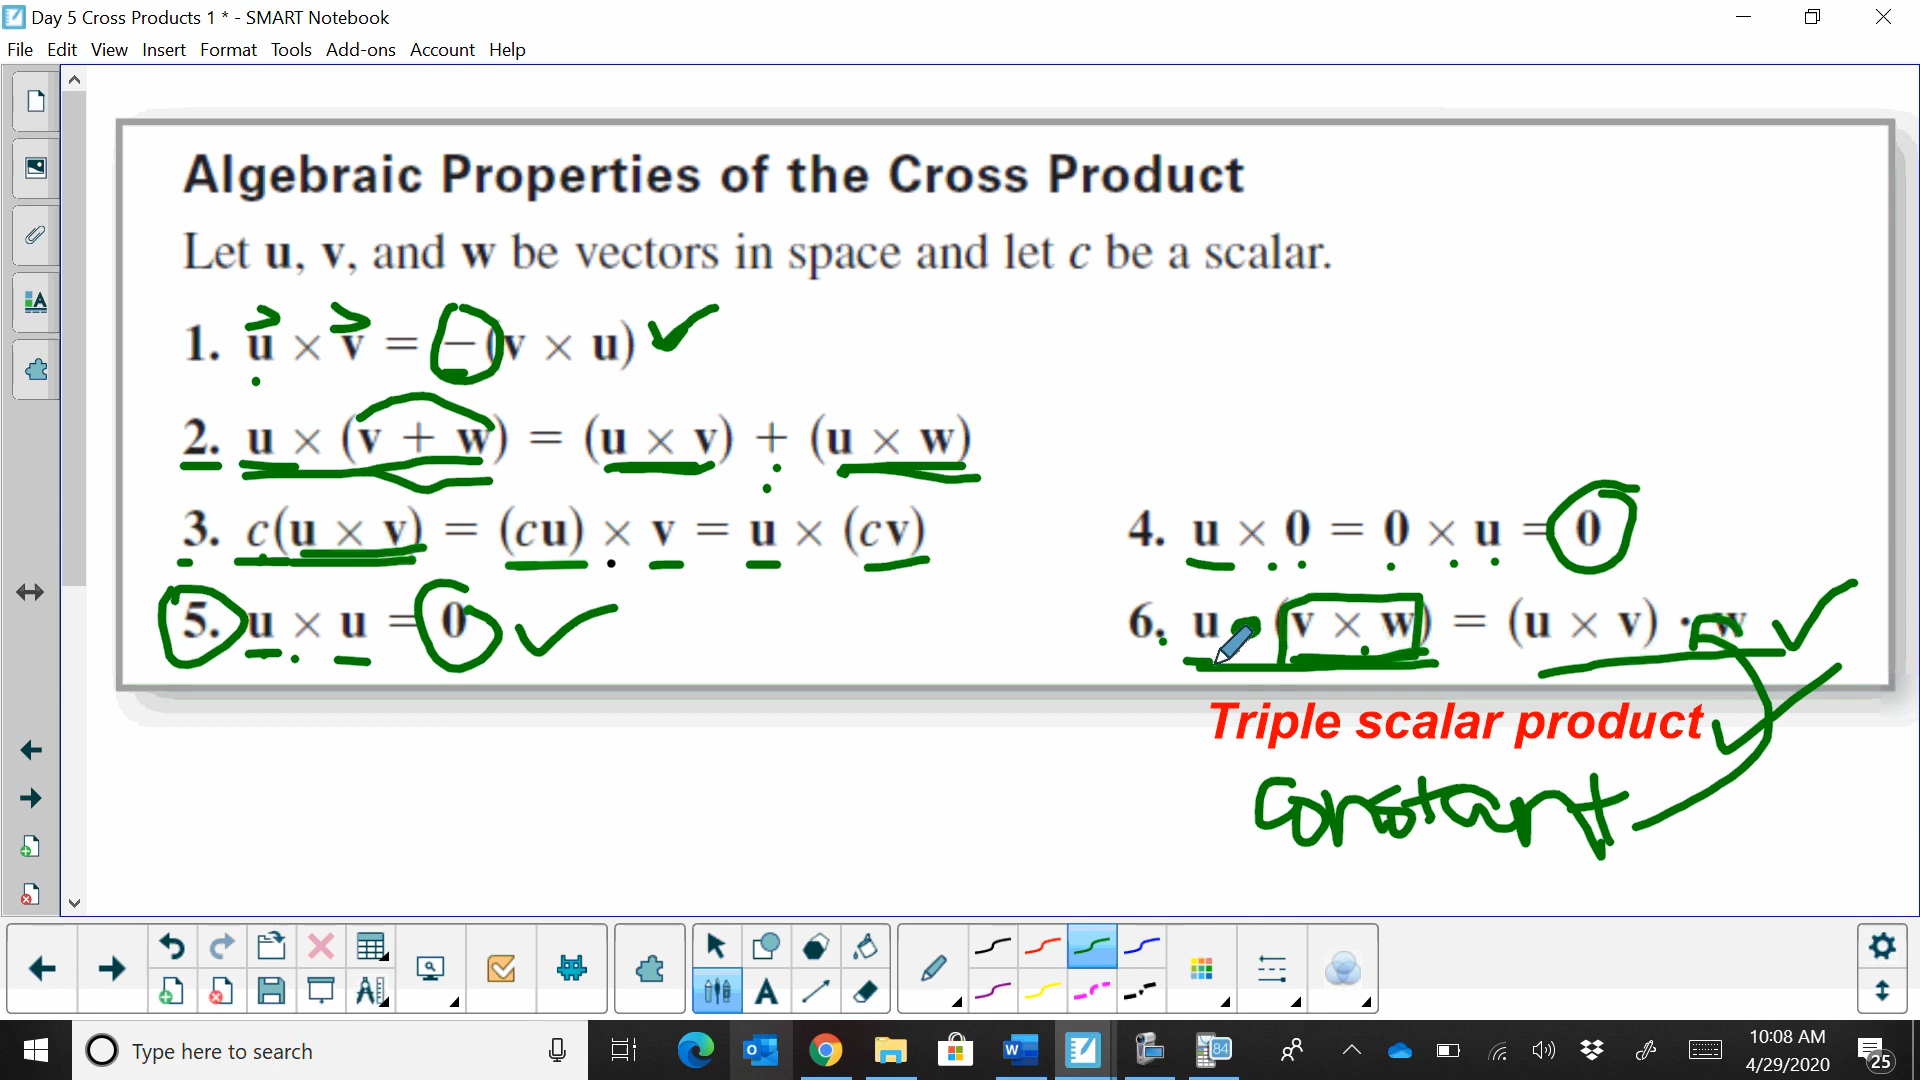 Day 5 Cross Products 1 * - SMART Notebook
File Edit View Insert Format Tools Add-ons Account Help
Algebraic Properties of the Cross Product
Let u, v, and w be vectors in space and let c be a scalar.
1. u × v = −(v × u)
2. u × (v + w) = (u × v) + (u × w)
3. c(u × v) = (cu) × v = u × (cv)
4. u × 0 = 0 × u = 0
5. u × u = 0
6. u · (v × w) = (u × v) · w
Triple scalar product
constant
Type here to search
84
10:08 AM
4/29/2020
25